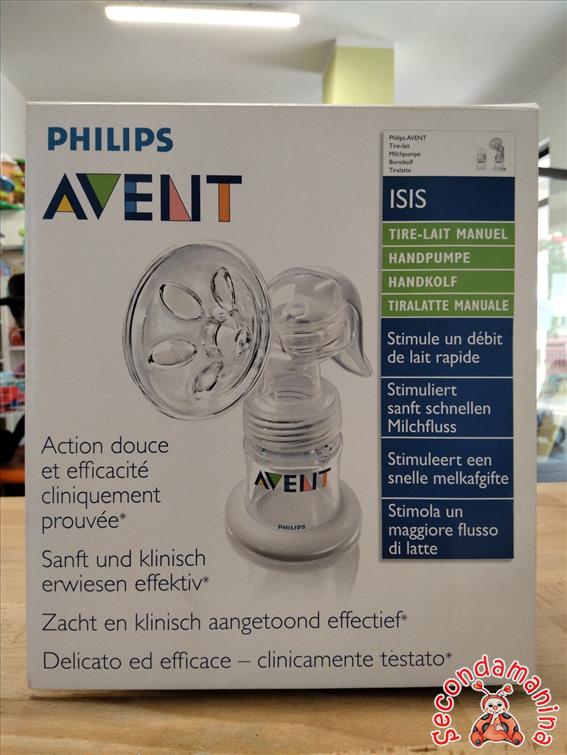 PHILIPS
AVENT
Philips AVENT
Tire-lait
Milchpumpe
Borstkolf
Tiralatte
ISIS
TIRE-LAIT MANUEL
HANDPUMPE
HANDKOLF
TIRALATTE MANUALE
Stimule un débit
de lait rapide
Stimuliert
sanft schnellen
Milchfluss
Stimuleert een
snelle melkafgifte
Stimola un
maggiore flusso
di latte
AVENT
PHILIPS
Action douce
et efficacité
cliniquement
prouvée*
Sanft und klinisch
erwiesen effektiv*
Zacht en klinisch aangetoond effectief*
Delicato ed efficace – clinicamente testato*
secondamanina